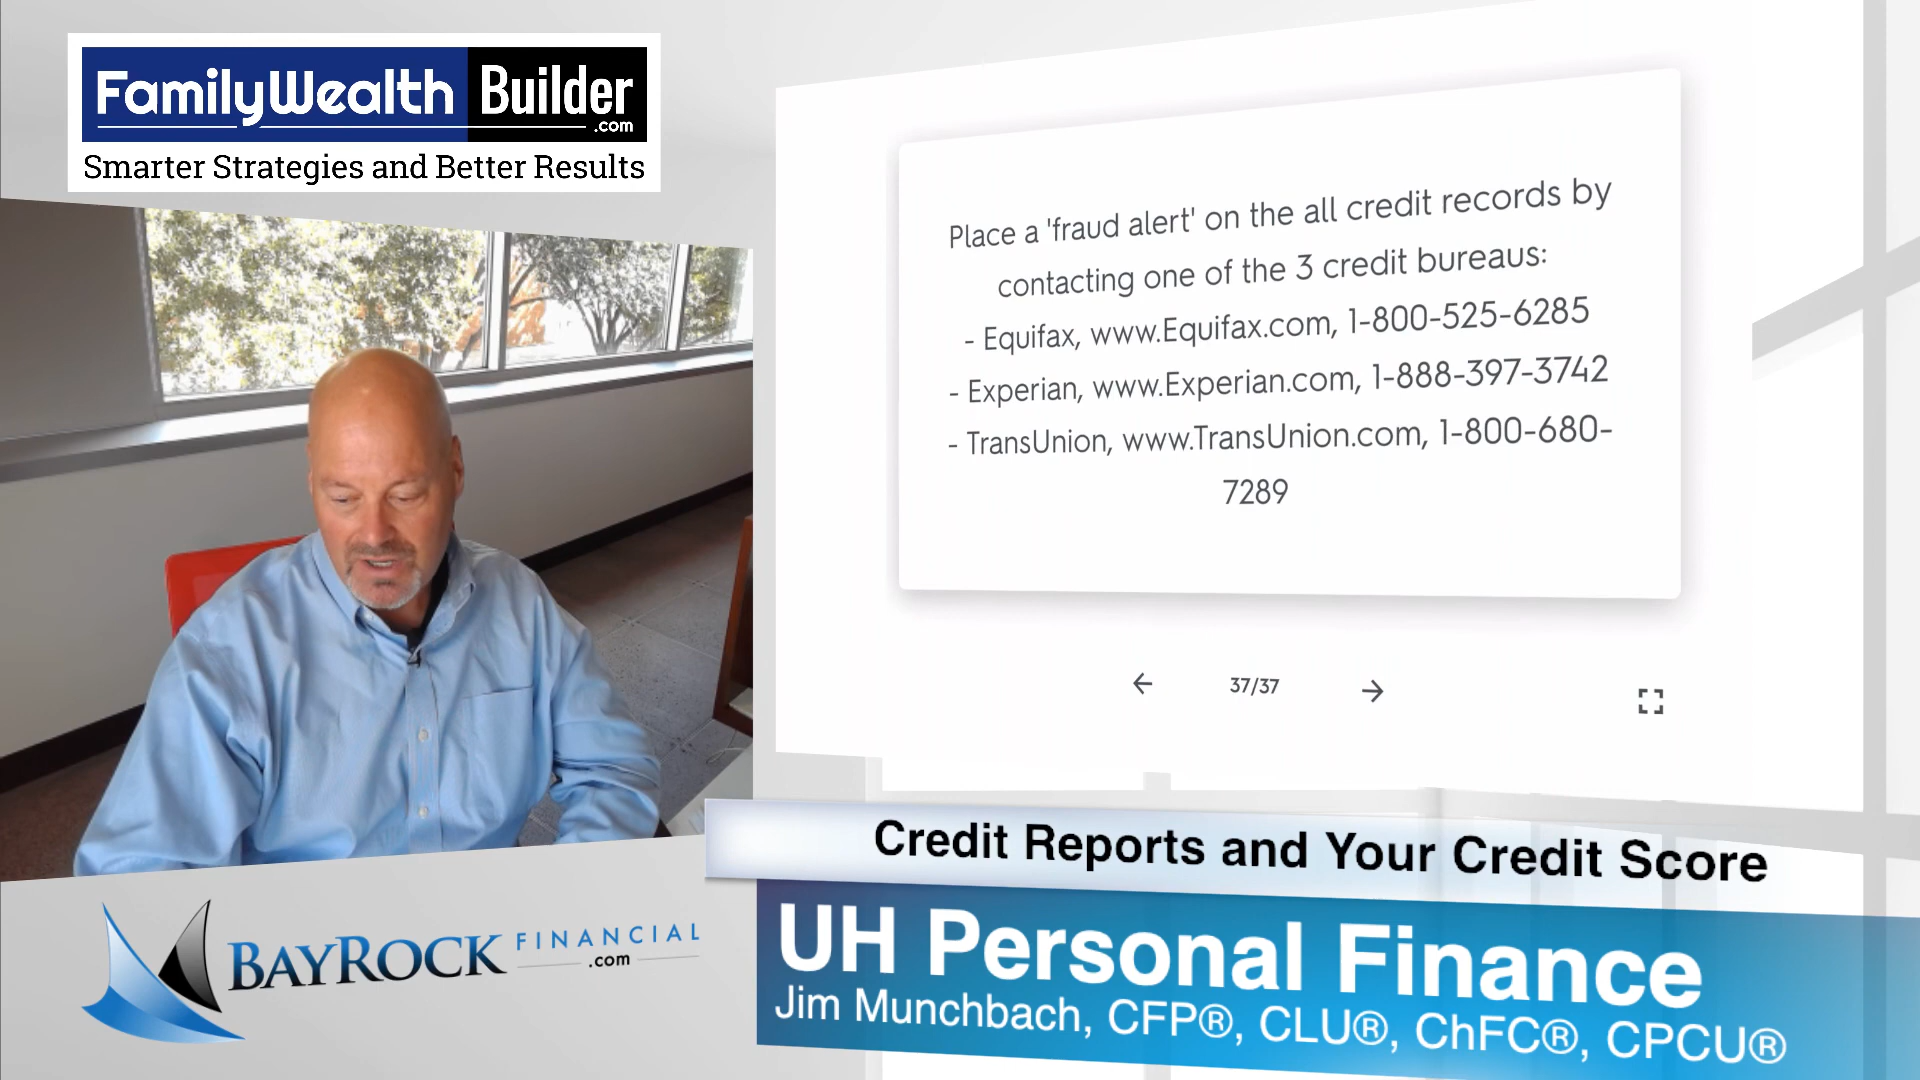 FamilyWealth Builder
.com
Smarter Strategies and Better Results
Place a 'fraud alert' on the all credit records by
contacting one of the 3 credit bureaus:
- Equifax, www.Equifax.com, 1-800-525-6285
- Experian, www.Experian.com, 1-888-397-3742
- TransUnion, www.TransUnion.com, 1-800-680-
7289
37/37
Credit Reports and Your Credit Score
UH Personal Finance
Jim Munchbach, CFP®, CLU®, ChFC®, CPCU®
BAYROCK FINANCIAL
.com